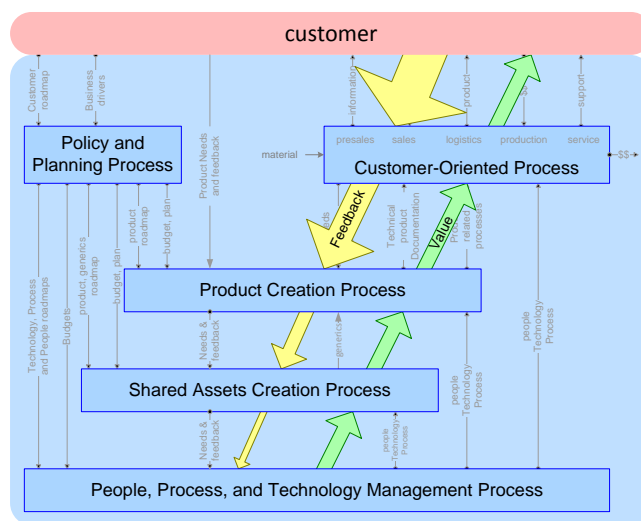 customer
Customer
roadmap
Business
drivers
Product Needs
and feedback
information
product
$$
support
presales
sales
logistics
production
service
Policy and
Planning Process
material
Customer-Oriented Process
$$
product
roadmap
budget, plan
Technical
product
Documentation
related
processes
Feedback
Value
Technology, Process
and People roadmaps
Budgets
product, generics
roadmap
budget, plan
Product Creation Process
people
Technology
Process
Needs &
feedback
generics
Shared Assets Creation Process
people
Technology
Process
Needs &
feedback
people
Technology
Process
People, Process, and Technology Management Process